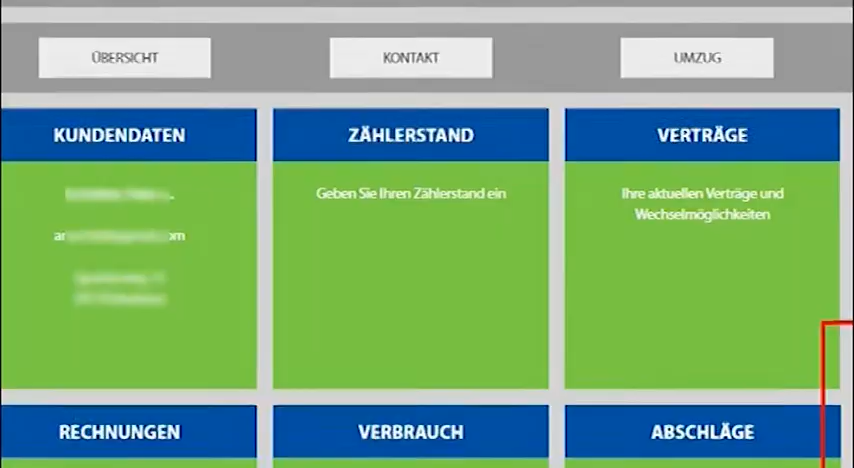 ÜBERSICHT
KONTAKT
UMZUG
KUNDENDATEN
ZÄHLERSTAND
Geben Sie Ihren Zählerstand ein
VERTRÄGE
Ihre aktuellen Verträge und
Wechselmöglichkeiten
RECHNUNGEN
VERBRAUCH
ABSCHLÄGE